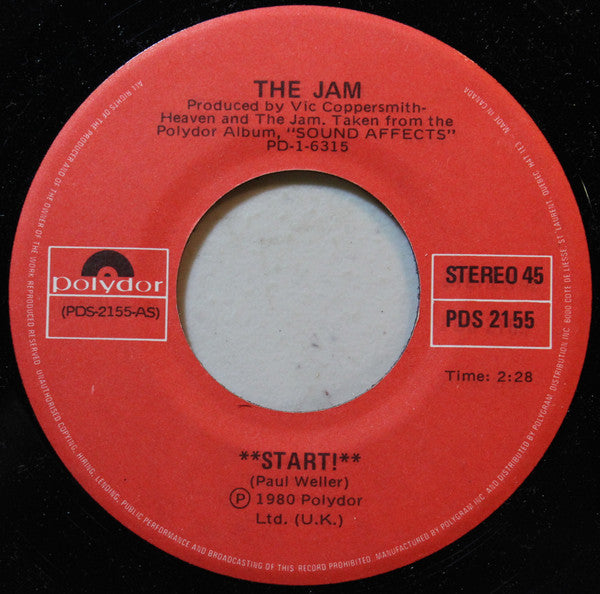 THE JAM
Produced by Vic Coppersmith-
Heaven and The Jam. Taken from the
Polydor Album, "SOUND AFFECTS"
PD-1-6315
polydor
(PDS-2155-AS)
STEREO 45
PDS 2155
Time: 2:28
**START!**
(Paul Weller)
Ⓟ 1980 Polydor
Ltd. (U.K.)
ALL RIGHTS OF THE PRODUCER AND OF THE OWNER OF THE WORK REPRODUCED RESERVED. UNAUTHORISED COPYING, HIRING, LENDING, PUBLIC PERFORMANCE AND BROADCASTING OF THIS RECORD PROHIBITED. MANUFACTURED BY POLYGRAM INC. AND DISTRIBUTED BY POLYGRAM DISTRIBUTION INC. 6000 COTE DE LIESSE, ST. LAURENT, QUEBEC H4T 1E3 MADE IN CANADA